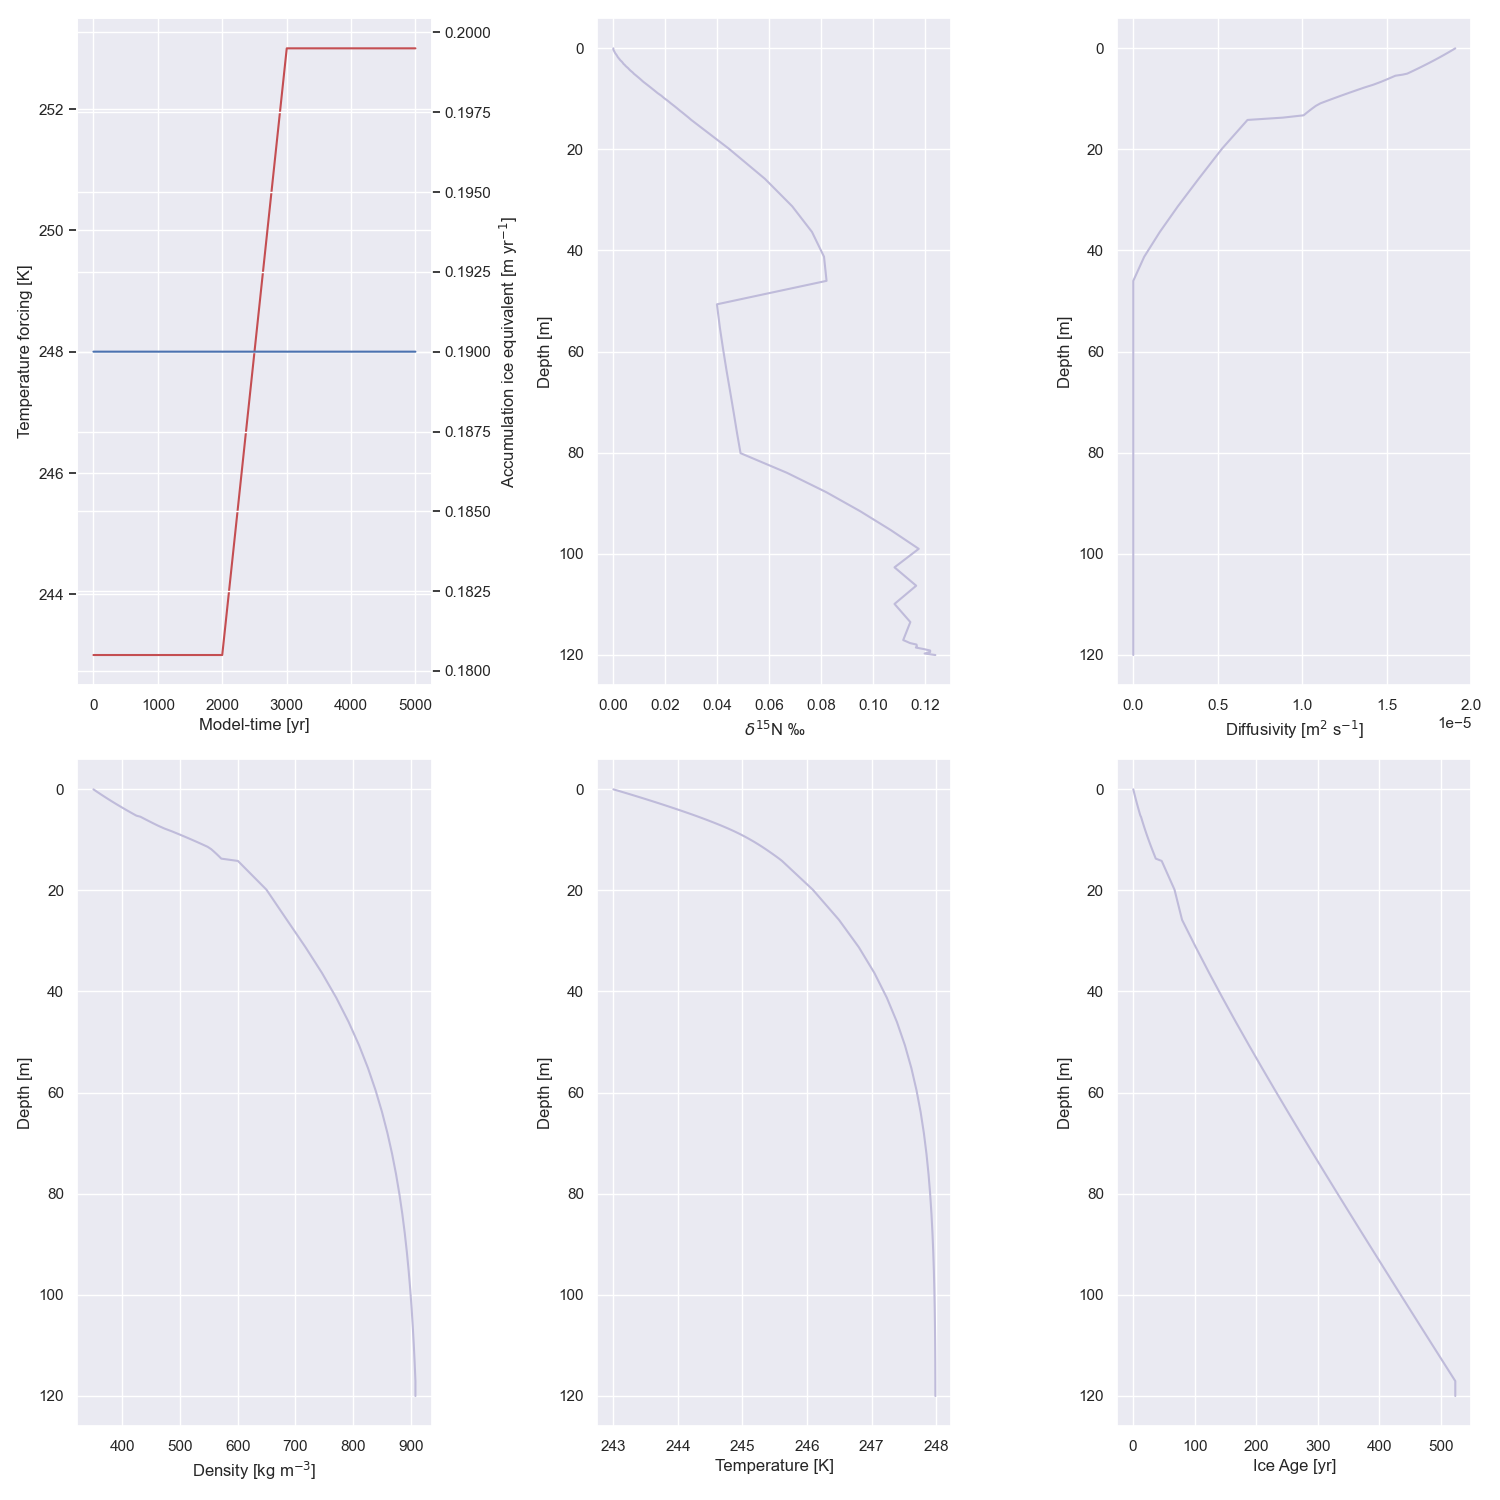 252
250
248
246
244
Temperature forcing [K]
0.2000
0.1975
0.1950
0.1925
0.1900
0.1875
0.1850
0.1825
0.1800
Accumulation ice equivalent [m yr⁻¹]
0 1000 2000 3000 4000 5000
Model-time [yr]
0
20
40
60
80
100
120
Depth [m]
0.00 0.02 0.04 0.06 0.08 0.10 0.12
δ¹⁵N ‰
0
20
40
60
80
100
120
Depth [m]
0.0 0.5 1.0 1.5 2.0
1e−5
Diffusivity [m² s⁻¹]
0
20
40
60
80
100
120
Depth [m]
400 500 600 700 800 900
Density [kg m⁻³]
0
20
40
60
80
100
120
Depth [m]
243 244 245 246 247 248
Temperature [K]
0
20
40
60
80
100
120
Depth [m]
0 100 200 300 400 500
Ice Age [yr]